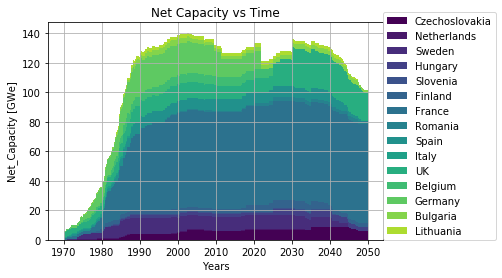 Net Capacity vs Time
Net_Capacity [GWe]
140
120
100
80
60
40
20
0
1970 1980 1990 2000 2010 2020 2030 2040 2050
Years
Czechoslovakia
Netherlands
Sweden
Hungary
Slovenia
Finland
France
Romania
Spain
Italy
UK
Belgium
Germany
Bulgaria
Lithuania